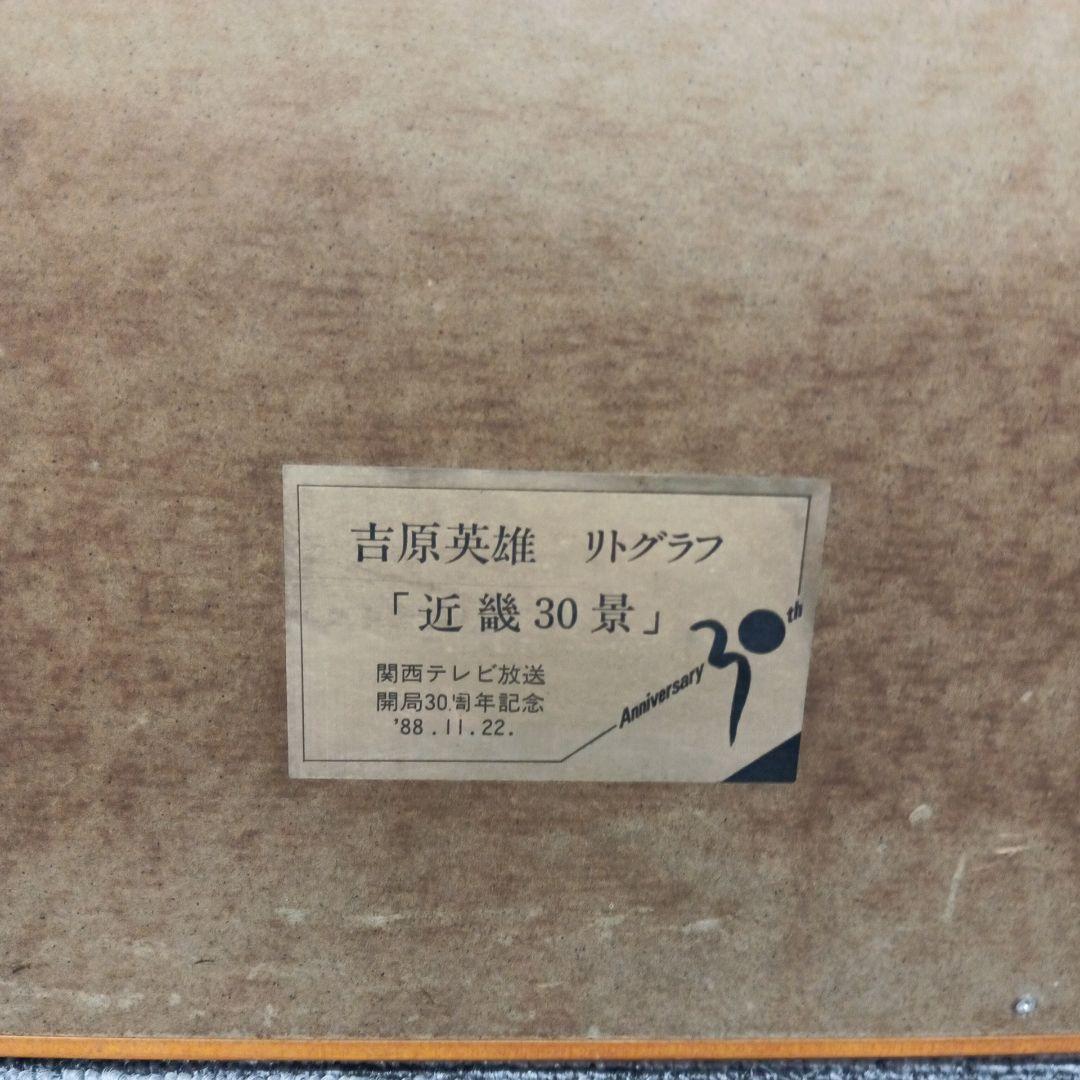 吉原英雄 リトグラフ
「近畿30景」
関西テレビ放送
開局30周年記念
'88.11.22.
30th
Anniversary